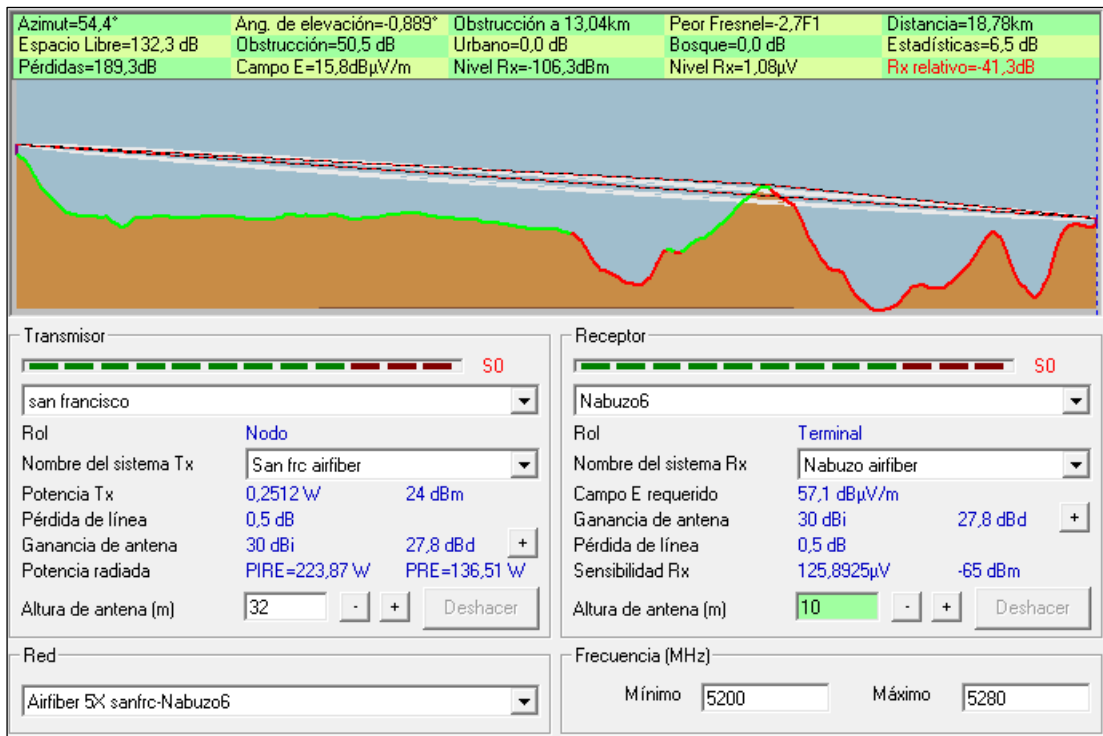 Azimut=54,4° Ang. de elevación=-0,889° Obstrucción a 13,04km Peor Fresnel=-2,7F1 Distancia=18,78km
Espacio Libre=132,3 dB Obstrucción=50,5 dB Urbano=0,0 dB Bosque=0,0 dB Estadísticas=6,5 dB
Pérdidas=189,3dB Campo E=15,8dBµV/m Nivel Rx=-106,3dBm Nivel Rx=1,08µV Rx relativo=-41,3dB
Transmisor
S0
san francisco
Rol Nodo
Nombre del sistema Tx San frc airfiber
Potencia Tx 0,2512 W 24 dBm
Pérdida de línea 0,5 dB
Ganancia de antena 30 dBi 27,8 dBd +
Potencia radiada PIRE=223,87 W PRE=136,51 W
Altura de antena (m) 32 - + Deshacer
Receptor
S0
Nabuzo6
Rol Terminal
Nombre del sistema Rx Nabuzo airfiber
Campo E requerido 57,1 dBµV/m
Ganancia de antena 30 dBi 27,8 dBd +
Pérdida de línea 0,5 dB
Sensibilidad Rx 125,8925µV -65 dBm
Altura de antena (m) 10 - + Deshacer
Red
Airfiber 5X sanfrc-Nabuzo6
Frecuencia (MHz)
Mínimo 5200 Máximo 5280